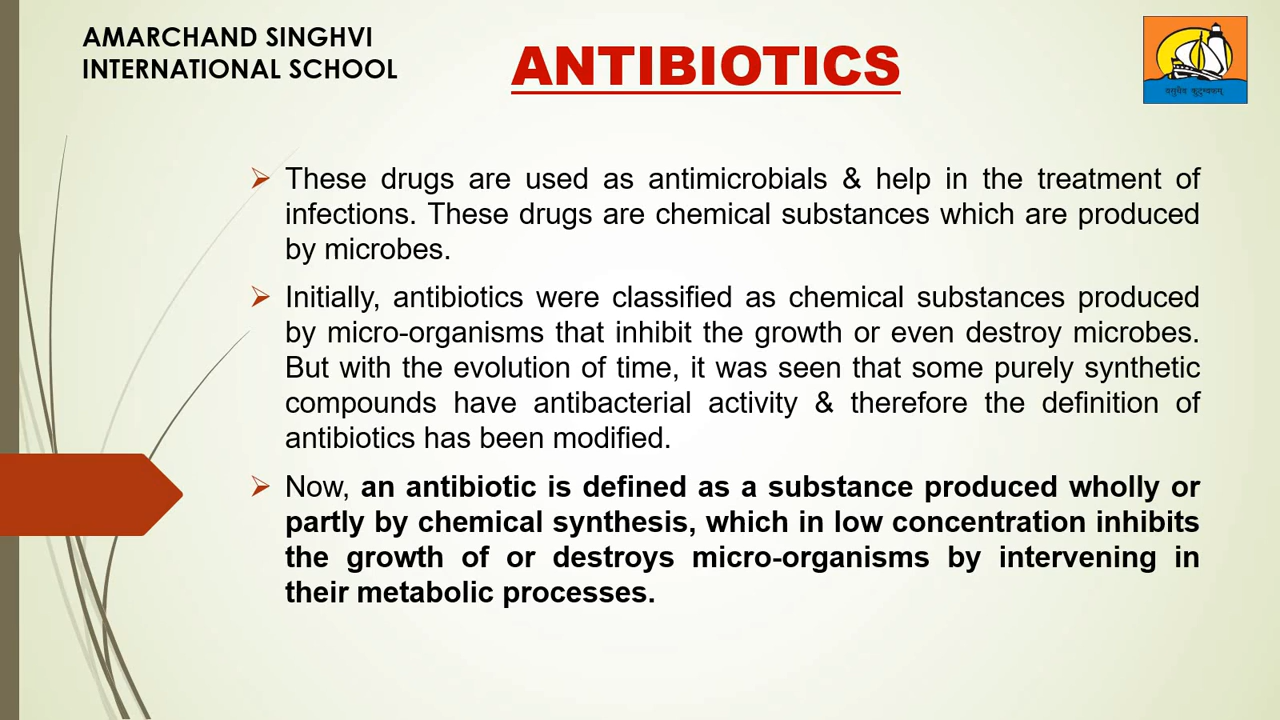 AMARCHAND SINGHVI
INTERNATIONAL SCHOOL
ANTIBIOTICS
वसुधैव कुटुम्बकम्
These drugs are used as antimicrobials & help in the treatment of
infections. These drugs are chemical substances which are produced
by microbes.
Initially, antibiotics were classified as chemical substances produced
by micro-organisms that inhibit the growth or even destroy microbes.
But with the evolution of time, it was seen that some purely synthetic
compounds have antibacterial activity & therefore the definition of
antibiotics has been modified.
Now, an antibiotic is defined as a substance produced wholly or
partly by chemical synthesis, which in low concentration inhibits
the growth of or destroys micro-organisms by intervening in
their metabolic processes.